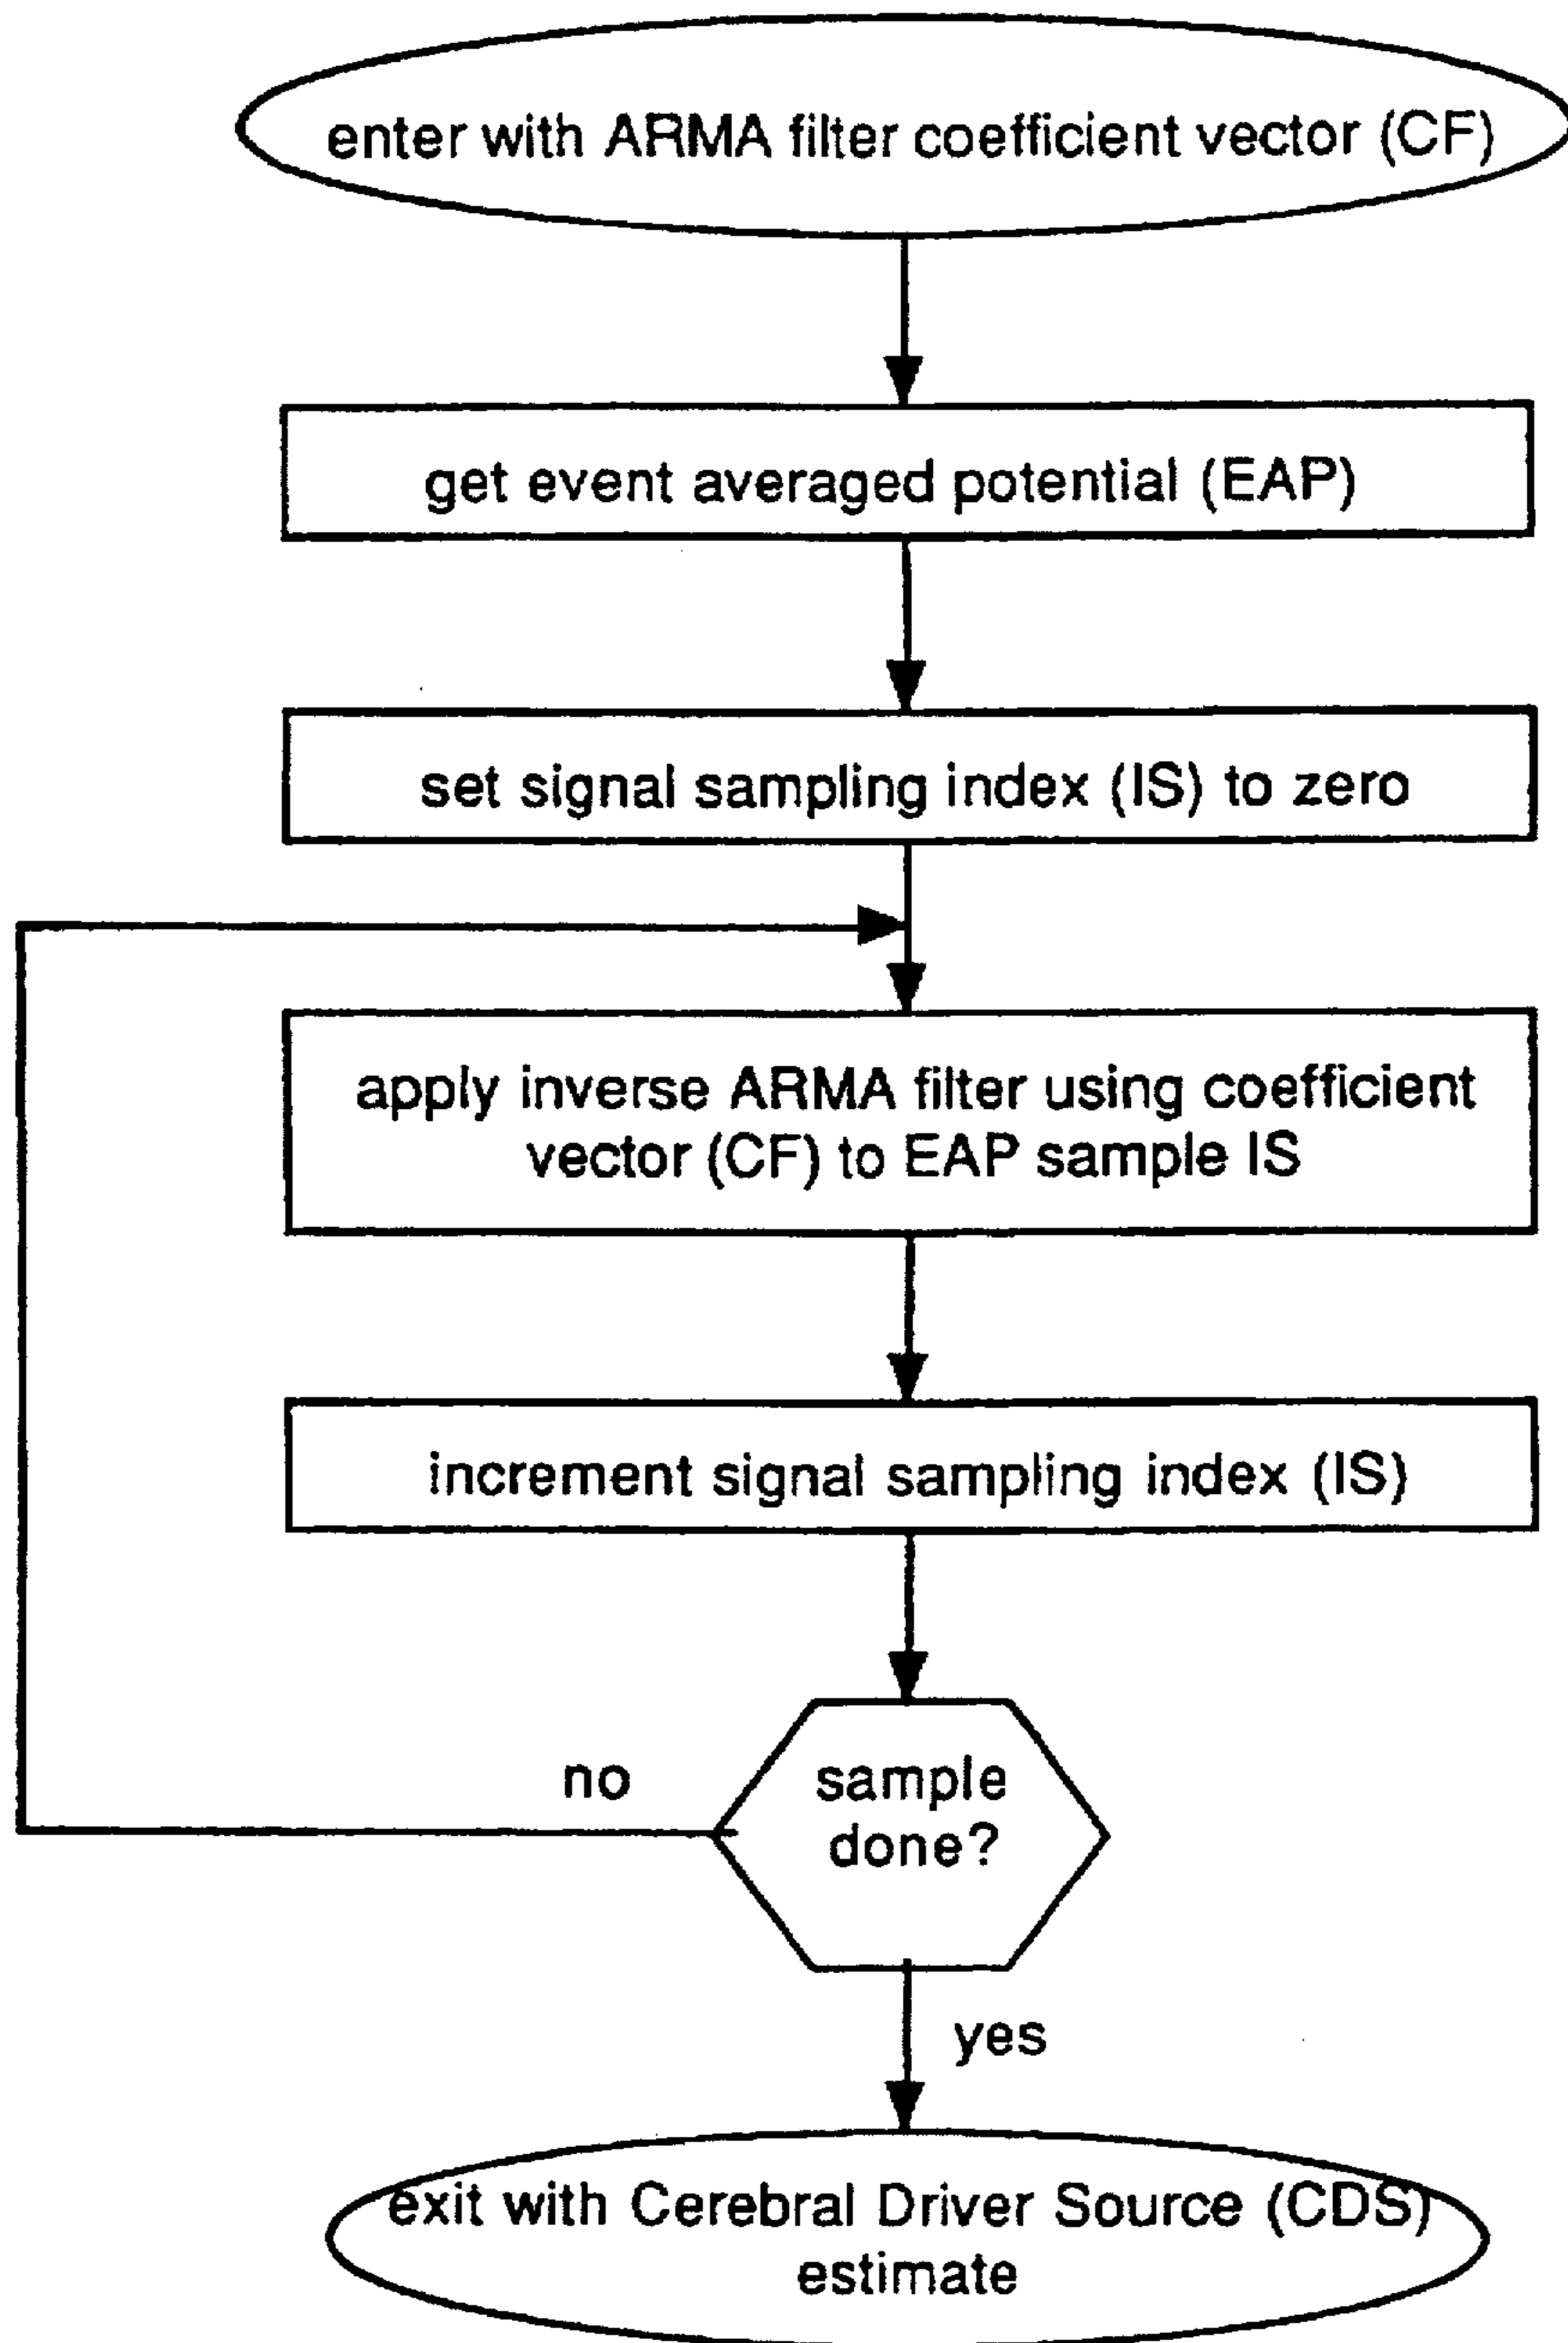 enter with ARMA filter coefficient vector (CF)
get event averaged potential (EAP)
set signal sampling index (IS) to zero
apply inverse ARMA filter using coefficient
vector (CF) to EAP sample IS
increment signal sampling index (IS)
no
sample
done?
yes
exit with Cerebral Driver Source (CDS)
estimate